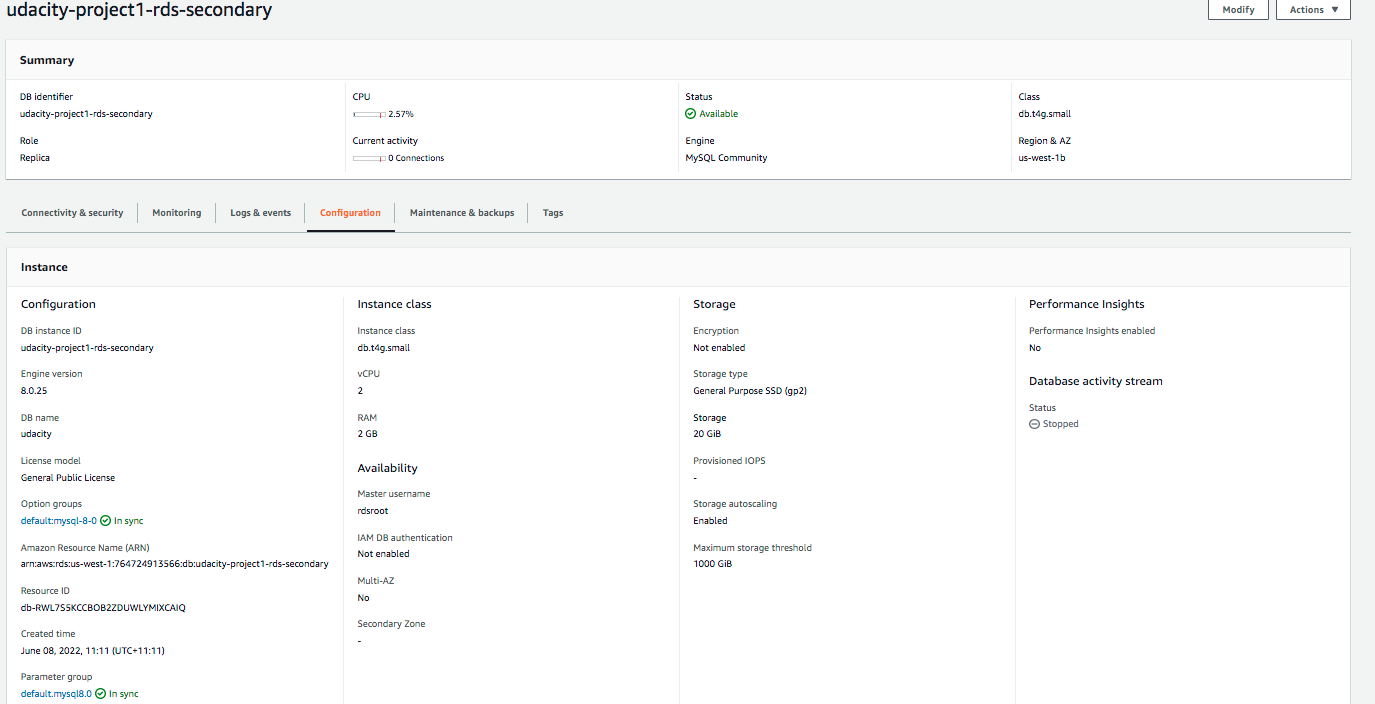 udacity-project1-rds-secondary
Modify
Actions
Summary
DB identifier
udacity-project1-rds-secondary
CPU
2.57%
Status
Available
Class
db.t4g.small
Role
Replica
Current activity
0 Connections
Engine
MySQL Community
Region & AZ
us-west-1b
Connectivity & security
Monitoring
Logs & events
Configuration
Maintenance & backups
Tags
Instance
Configuration
DB instance ID
udacity-project1-rds-secondary
Engine version
8.0.25
DB name
udacity
License model
General Public License
Option groups
default:mysql-8-0 In sync
Amazon Resource Name (ARN)
arn:aws:rds:us-west-1:764724913566:db:udacity-project1-rds-secondary
Resource ID
db-RWL7S5KCCBOB2ZDUWLYMIXCAIQ
Created time
June 08, 2022, 11:11 (UTC+11:11)
Parameter group
default.mysql8.0 In sync
Instance class
Instance class
db.t4g.small
vCPU
2
RAM
2 GB
Availability
Master username
rdsroot
IAM DB authentication
Not enabled
Multi-AZ
No
Secondary Zone
-
Storage
Encryption
Not enabled
Storage type
General Purpose SSD (gp2)
Storage
20 GiB
Provisioned IOPS
-
Storage autoscaling
Enabled
Maximum storage threshold
1000 GiB
Performance Insights
Performance Insights enabled
No
Database activity stream
Status
Stopped